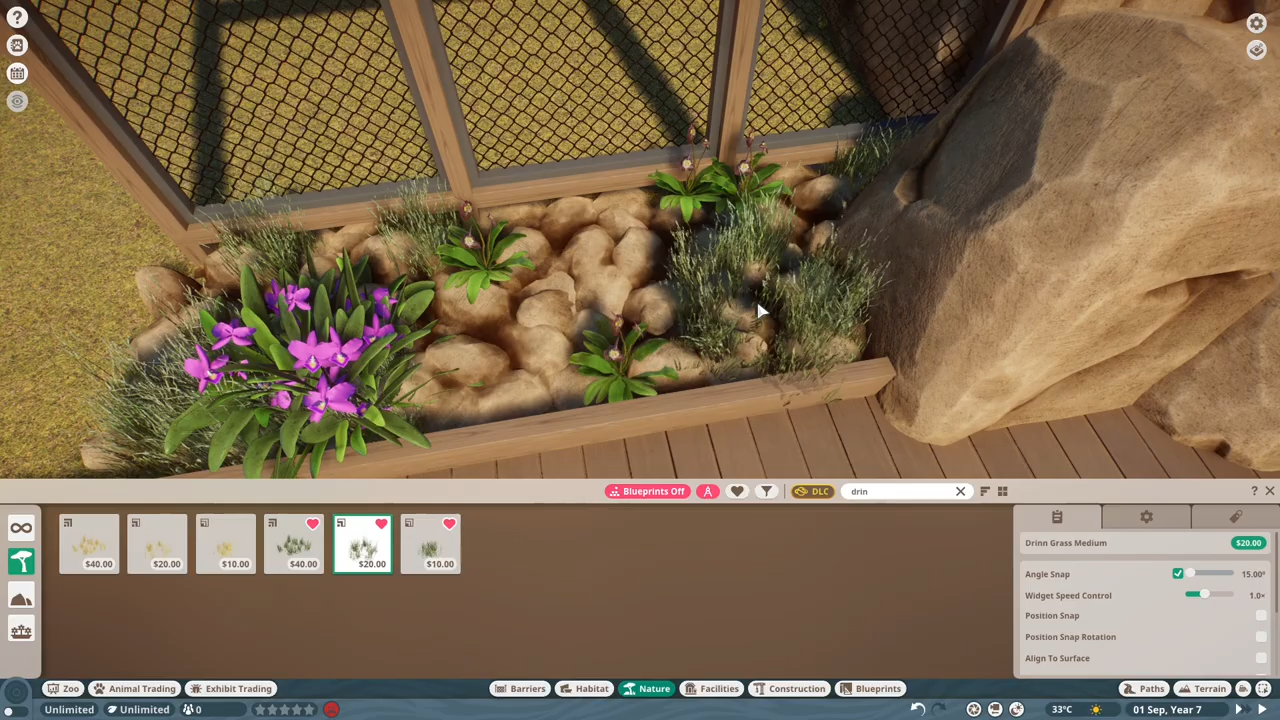 ?
Blueprints Off
DLC
drin
?
$40.00
$20.00
$10.00
$40.00
$20.00
$10.00
Drinn Grass Medium
$20.00
Angle Snap
15.00°
Widget Speed Control
1.0×
Position Snap
Position Snap Rotation
Align To Surface
Zoo
Animal Trading
Exhibit Trading
Barriers
Habitat
Nature
Facilities
Construction
Blueprints
Paths
Terrain
Unlimited
Unlimited
0
33°C
01 Sep, Year 7